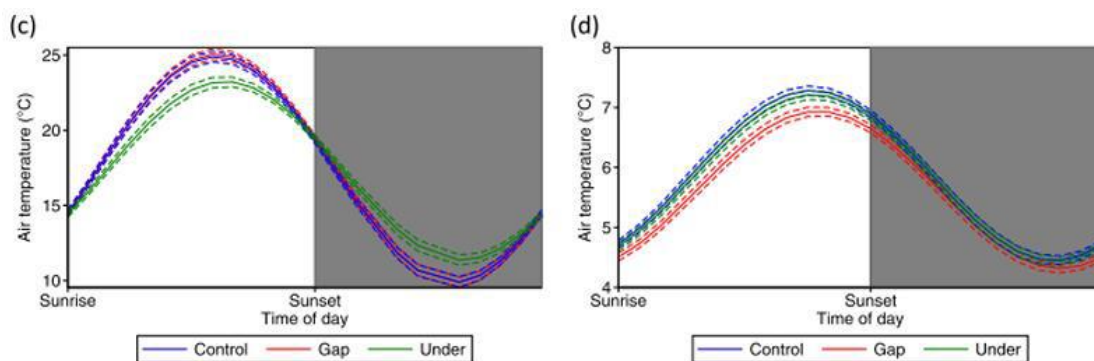 (c)
25
20
15
10
Air temperature (°C)
Sunrise
Sunset
Time of day
Control
Gap
Under
(d)
8
7
6
5
4
Air temperature (°C)
Sunrise
Sunset
Time of day
Control
Gap
Under